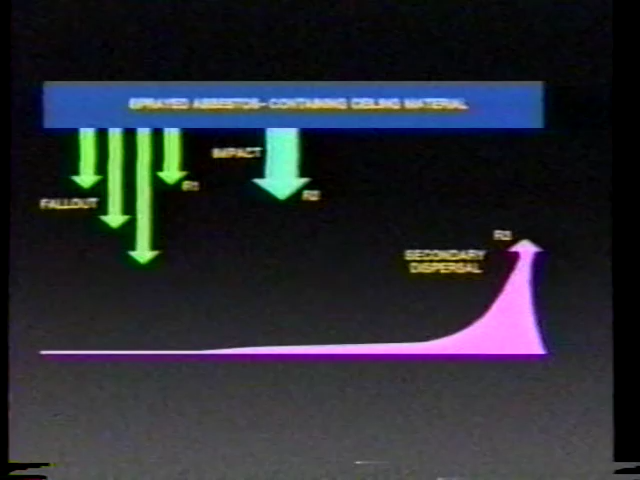 SPRAYED ASBESTOS- CONTAINING CEILING MATERIAL
IMPACT
R1
R2
FALLOUT
R3
SECONDARY
DISPERSAL